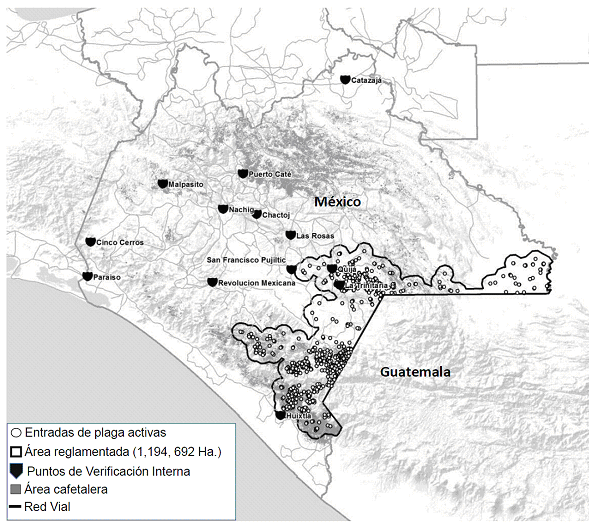 Catazajá
Puerto Caté
Malpasito
México
Nachig
Chactoj
Las Rosas
Cinco Cerros
San Francisco Pujiltic
Quija
Paraiso
Revolucion Mexicana
La Trinitaria
Guatemala
Huixtla
Entradas de plaga activas
Área reglamentada (1,194, 692 Ha.)
Puntos de Verificación Interna
Área cafetalera
Red Vial